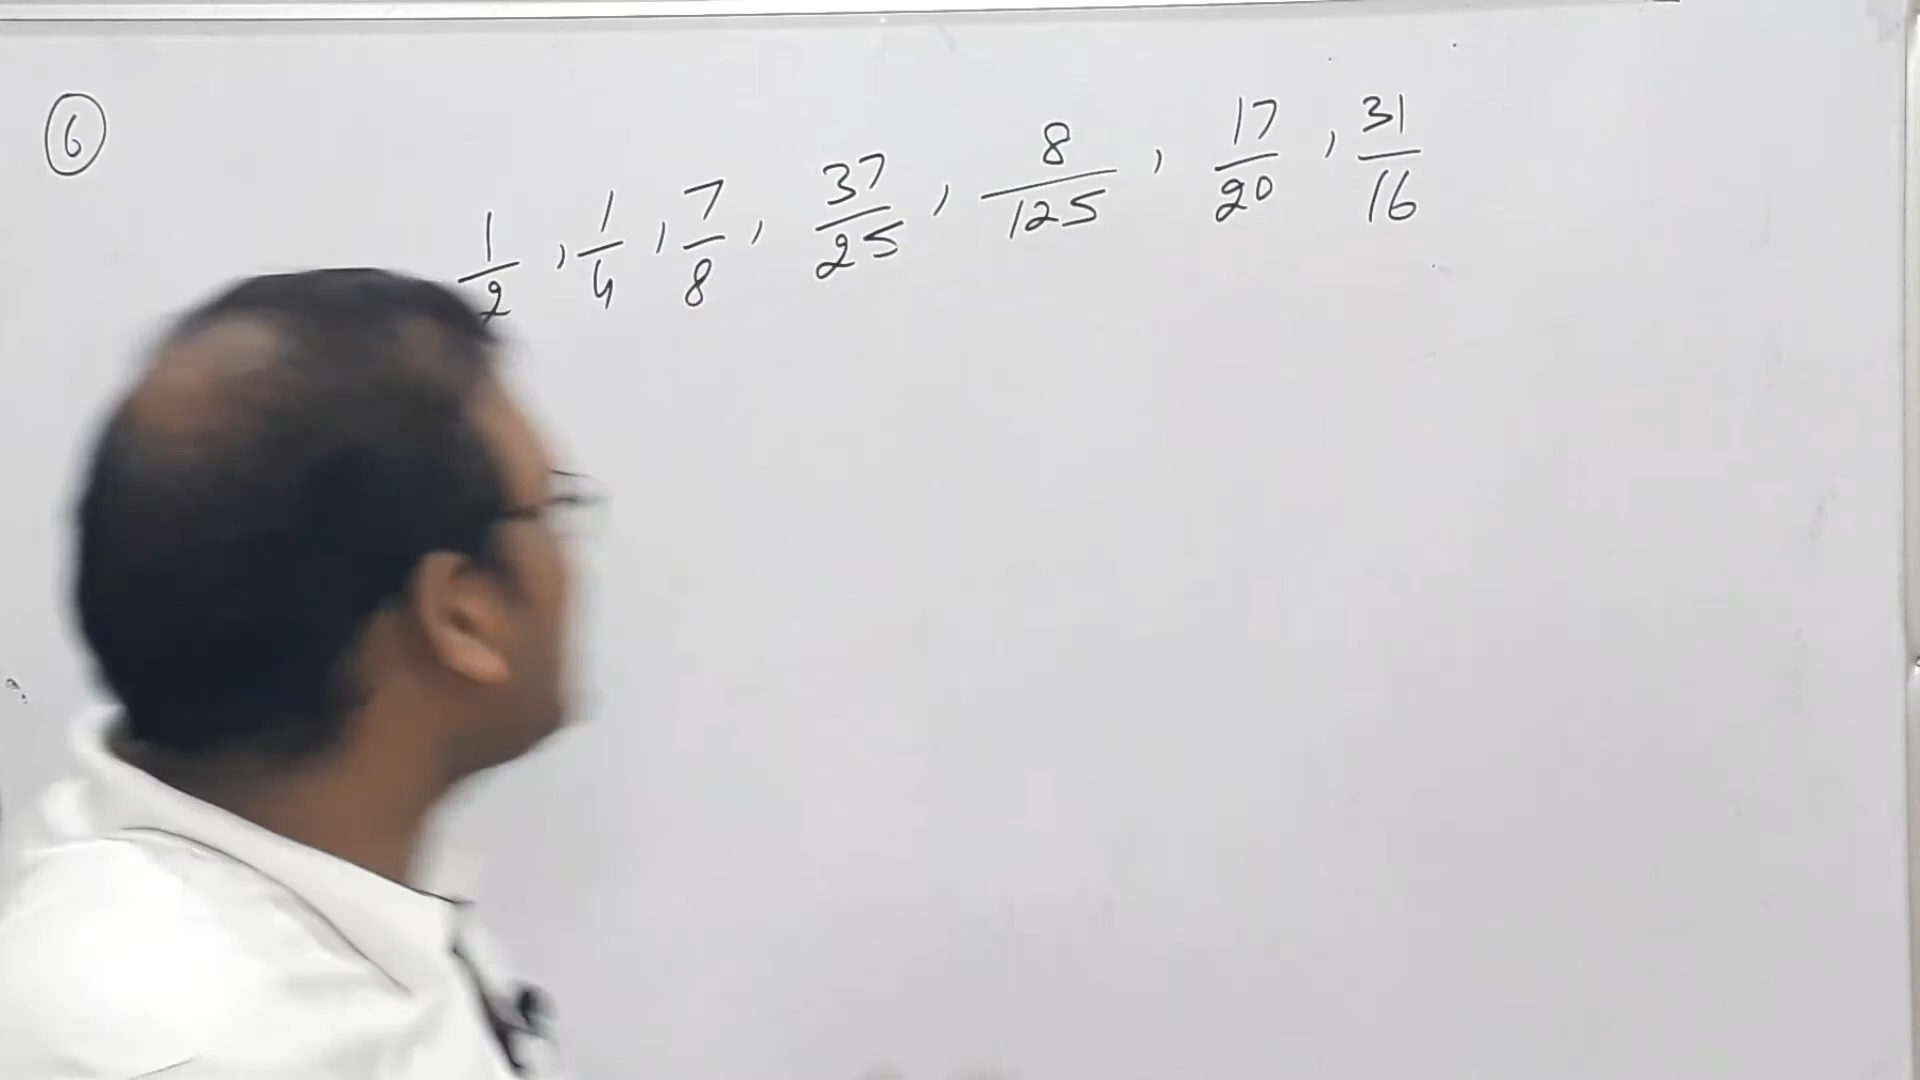 ⑥
1/2 , 1/4 , 7/8 , 37/25 , 8/125 , 17/20 , 31/16